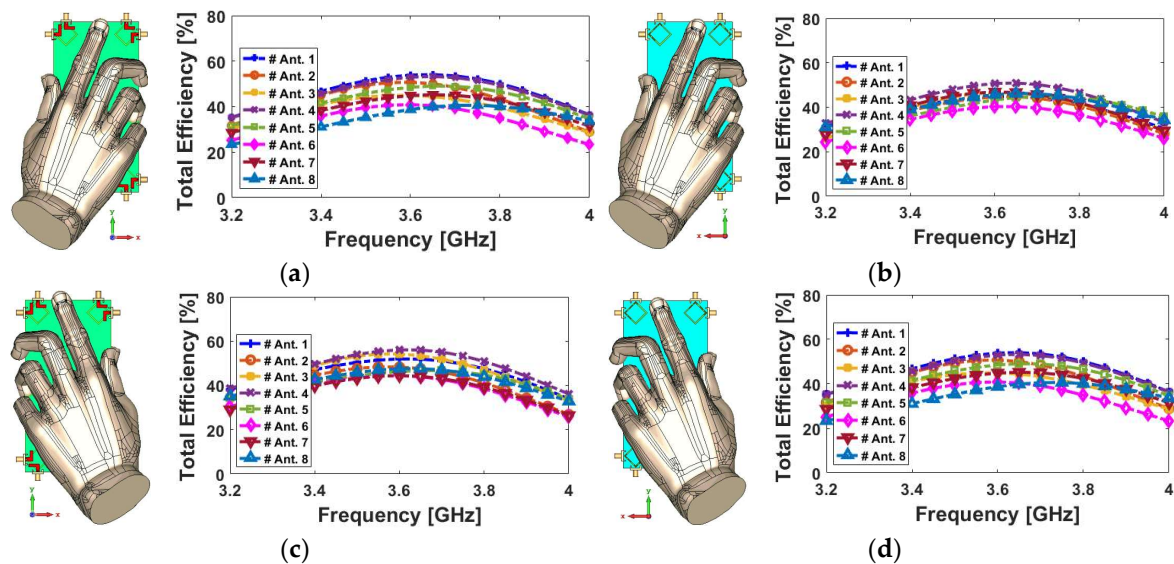 Total Efficiency [%]
80
60
40
20
0
# Ant. 1
# Ant. 2
# Ant. 3
# Ant. 4
# Ant. 5
# Ant. 6
# Ant. 7
# Ant. 8
3.2 3.4 3.6 3.8 4
Frequency [GHz]
y
x
(a)
Total Efficiency [%]
80
60
40
20
0
# Ant. 1
# Ant. 2
# Ant. 3
# Ant. 4
# Ant. 5
# Ant. 6
# Ant. 7
# Ant. 8
3.2 3.4 3.6 3.8 4
Frequency [GHz]
y
x
(b)
Total Efficiency [%]
80
60
40
20
0
# Ant. 1
# Ant. 2
# Ant. 3
# Ant. 4
# Ant. 5
# Ant. 6
# Ant. 7
# Ant. 8
3.2 3.4 3.6 3.8 4
Frequency [GHz]
y
x
(c)
Total Efficiency [%]
80
60
40
20
0
# Ant. 1
# Ant. 2
# Ant. 3
# Ant. 4
# Ant. 5
# Ant. 6
# Ant. 7
# Ant. 8
3.2 3.4 3.6 3.8 4
Frequency [GHz]
y
x
(d)